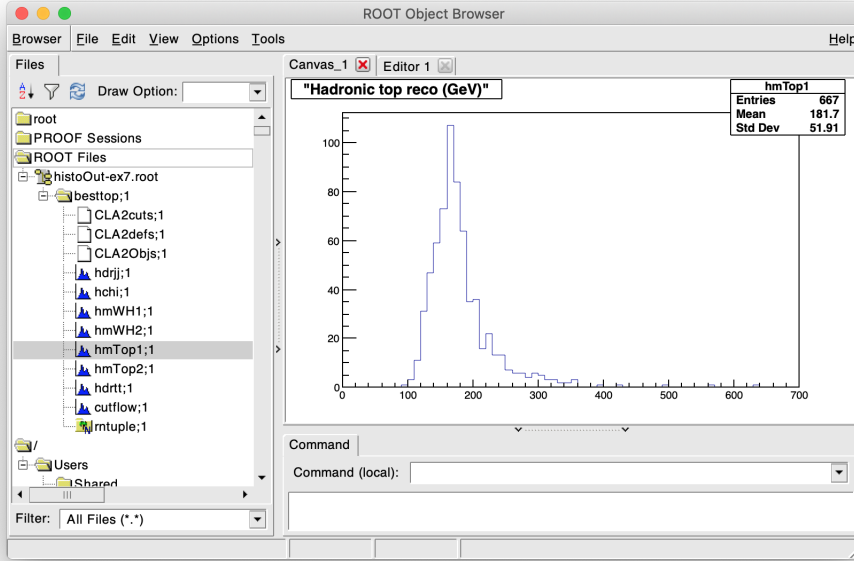 ROOT Object Browser
Browser File Edit View Options Tools Help
Files
Draw Option:
root
PROOF Sessions
ROOT Files
histoOut-ex7.root
besttop;1
CLA2cuts;1
CLA2defs;1
CLA2Objs;1
hdrjj;1
hchi;1
hmWH1;1
hmWH2;1
hmTop1;1
hmTop2;1
hdrtt;1
cutflow;1
rntuple;1
/
Users
Shared
Filter: All Files (*.*)
Canvas_1 Editor 1
"Hadronic top reco (GeV)"
hmTop1
Entries 667
Mean 181.7
Std Dev 51.91
100
80
60
40
20
0
0 100 200 300 400 500 600 700
Command
Command (local):